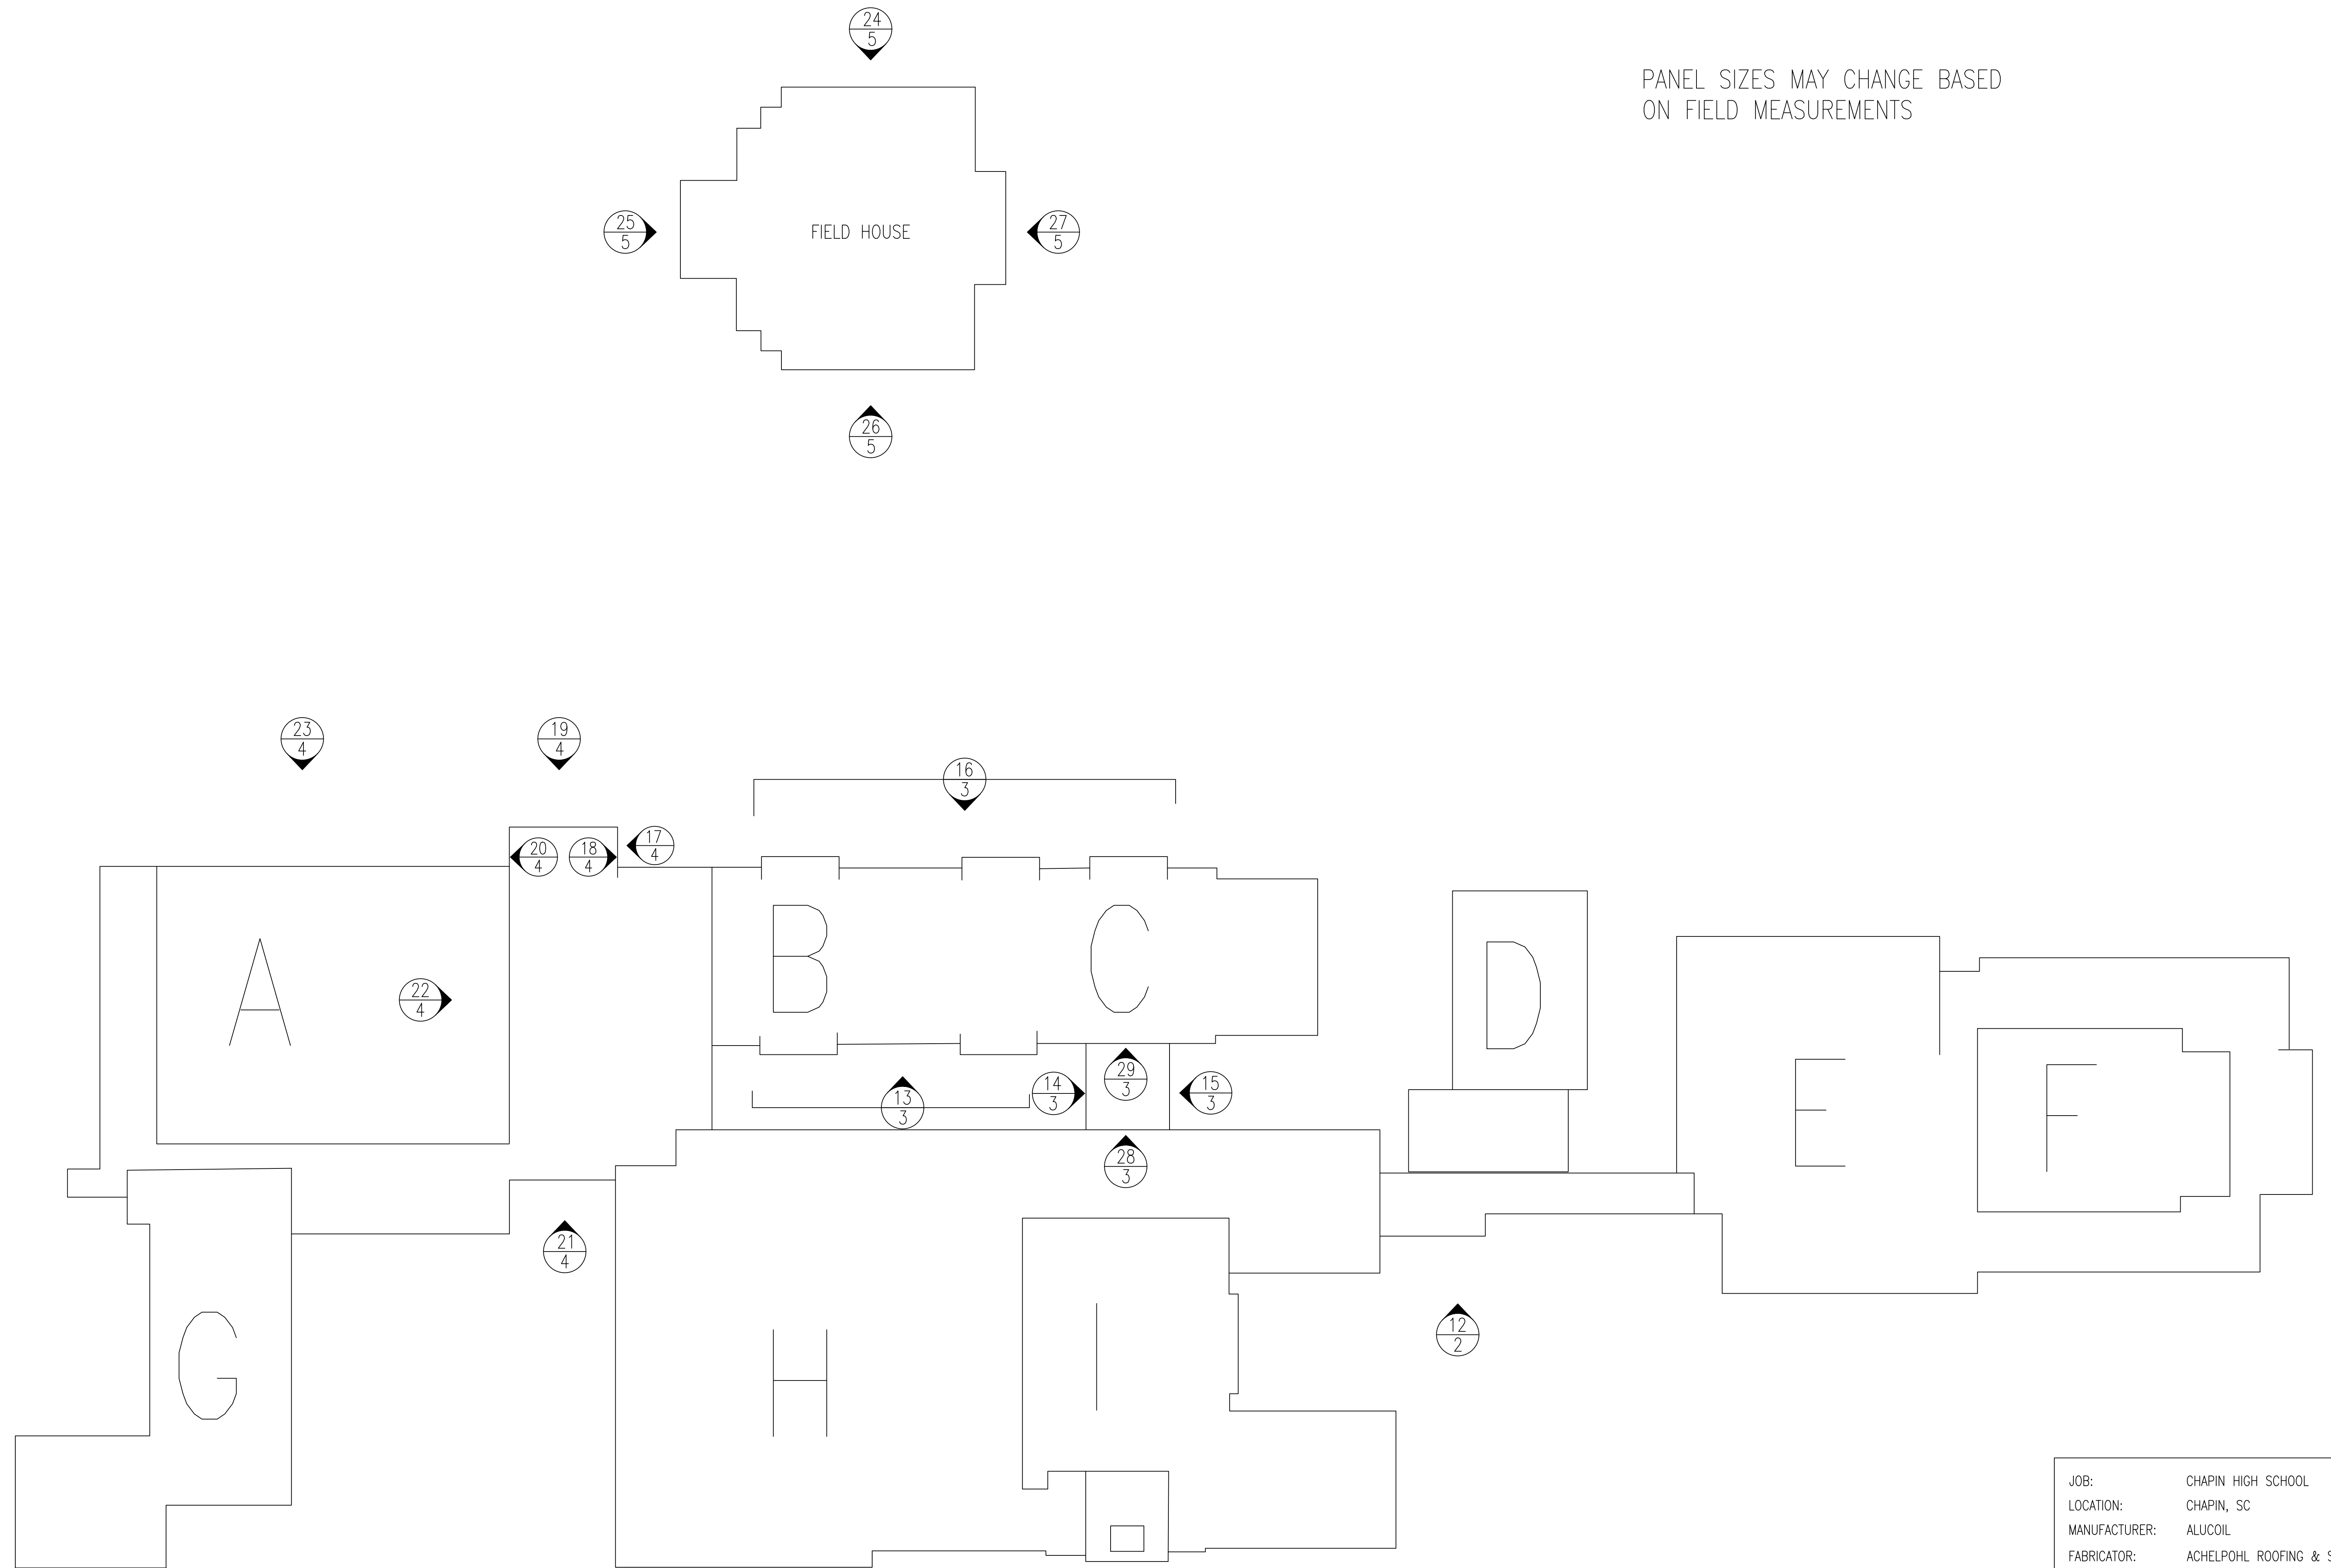 24
5
PANEL SIZES MAY CHANGE BASED
ON FIELD MEASUREMENTS
25
5
FIELD HOUSE
27
5
26
5
23
4
19
4
16
3
20
4
18
4
17
4
A
22
4
B
C
D
E
F
14
3
29
3
15
3
13
3
28
3
21
4
G
H
I
12
2
JOB: CHAPIN HIGH SCHOOL
LOCATION: CHAPIN, SC
MANUFACTURER: ALUCOIL
FABRICATOR: ACHELPOHL ROOFING &